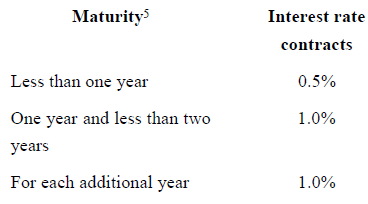 Maturity⁵ Interest rate
contracts
Less than one year 0.5%
One year and less than two 1.0%
years
For each additional year 1.0%